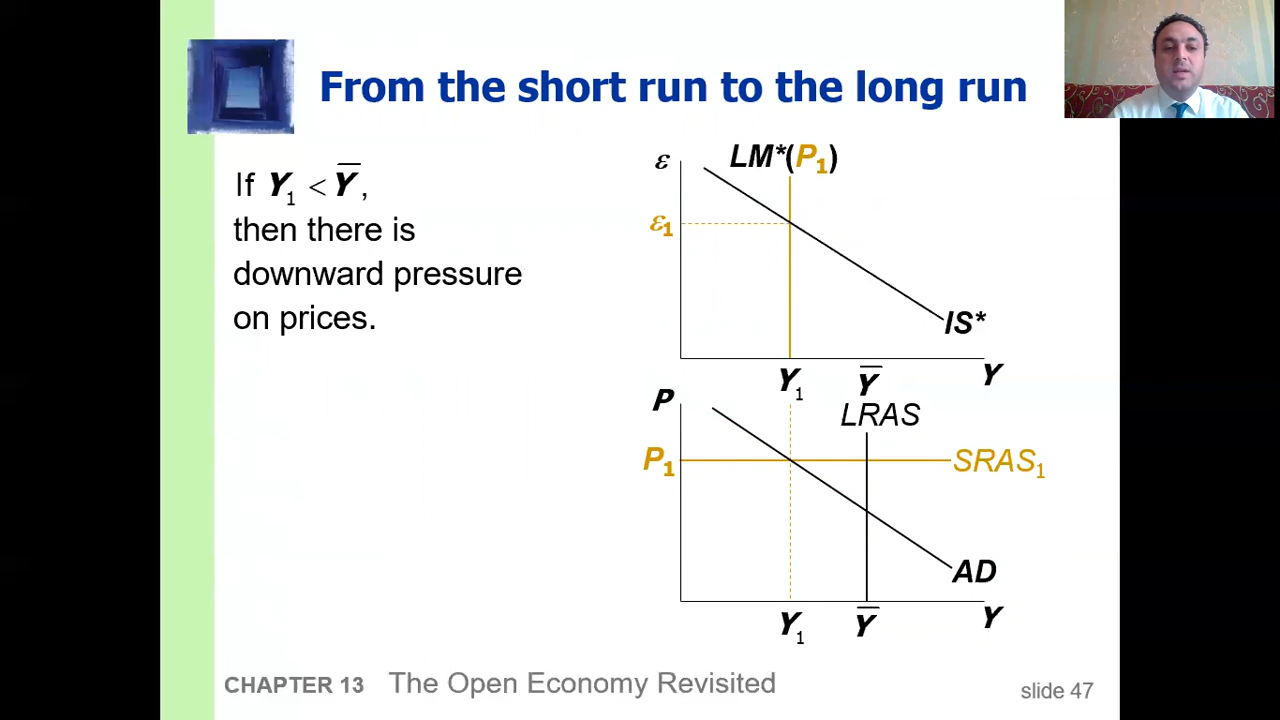 From the short run to the long run
If Y1 < Y̅,
then there is
downward pressure
on prices.
ε
LM*(P1)
ε1
IS*
Y1
Y̅
Y
P
LRAS
P1
SRAS1
AD
Y1
Y̅
Y
CHAPTER 13 The Open Economy Revisited
slide 47